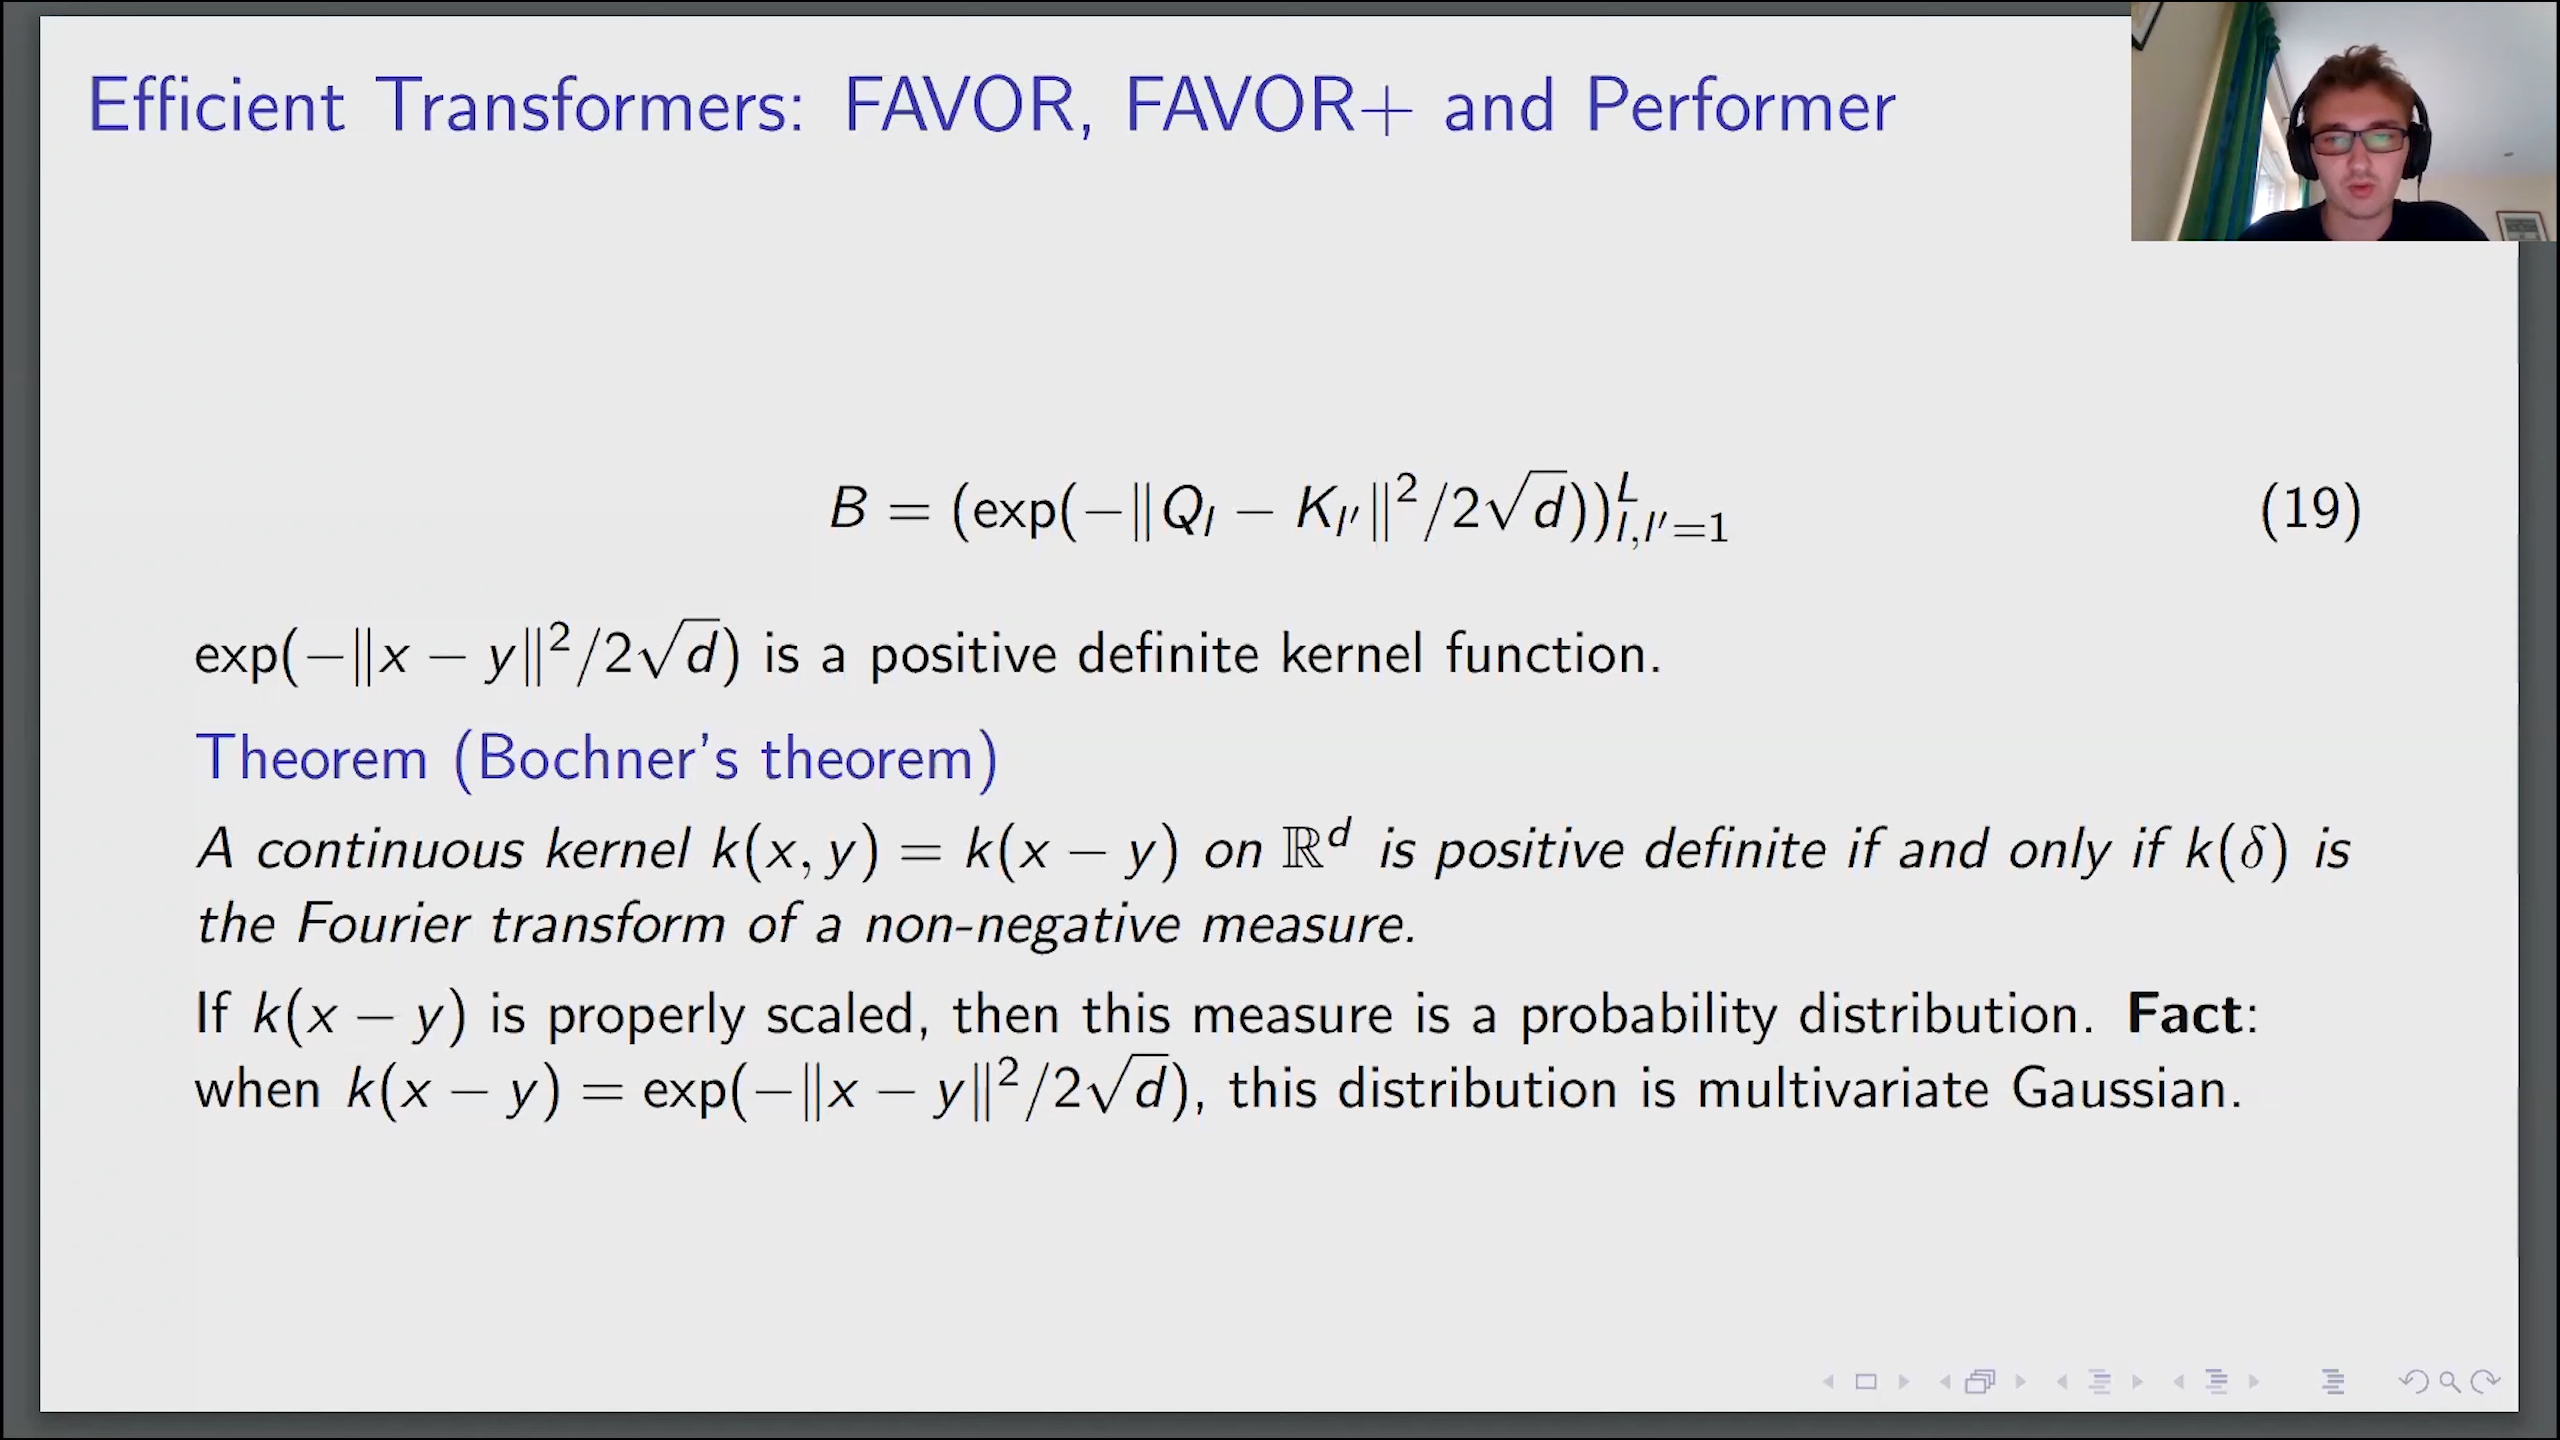 Efficient Transformers: FAVOR, FAVOR+ and Performer
B = (exp(−‖Q_l − K_{l′}‖²/2√d))^L_{l,l′=1} (19)
exp(−‖x − y‖²/2√d) is a positive definite kernel function.
Theorem (Bochner's theorem)
A continuous kernel k(x, y) = k(x − y) on ℝ^d is positive definite if and only if k(δ) is
the Fourier transform of a non-negative measure.
If k(x − y) is properly scaled, then this measure is a probability distribution. Fact:
when k(x − y) = exp(−‖x − y‖²/2√d), this distribution is multivariate Gaussian.